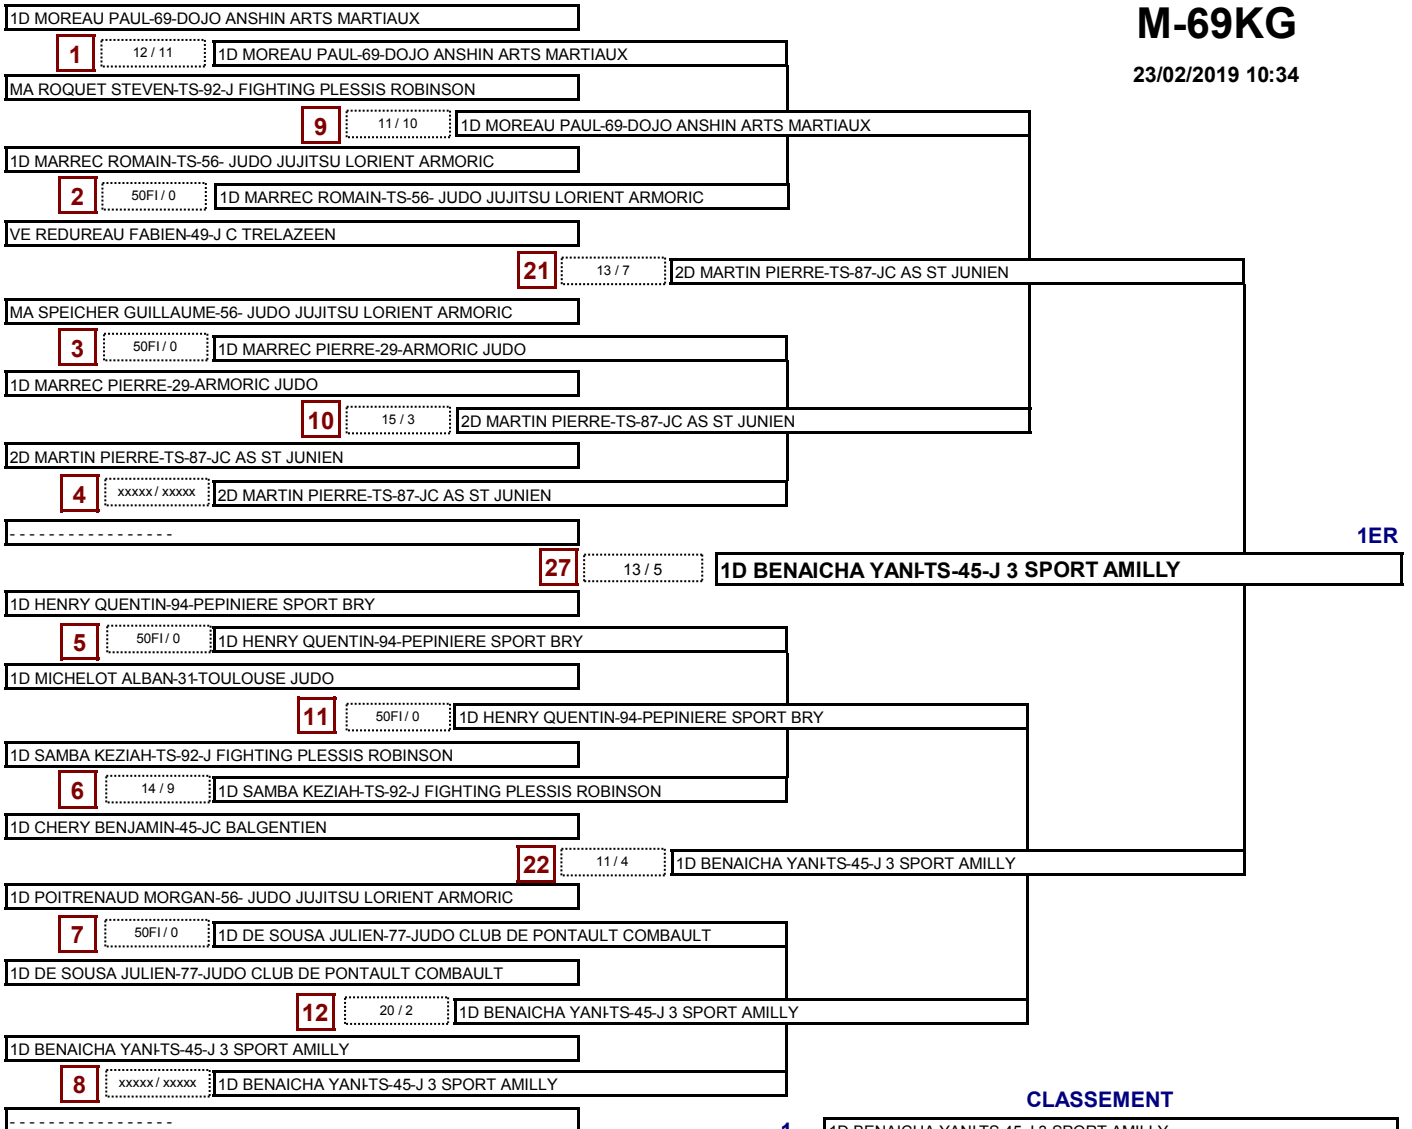 1D MOREAU PAUL-69-DOJO ANSHIN ARTS MARTIAUX
M-69KG
1 12 / 11 1D MOREAU PAUL-69-DOJO ANSHIN ARTS MARTIAUX
23/02/2019 10:34
MA ROQUET STEVEN-TS-92-J FIGHTING PLESSIS ROBINSON
9 11 / 10 1D MOREAU PAUL-69-DOJO ANSHIN ARTS MARTIAUX
1D MARREC ROMAIN-TS-56- JUDO JUJITSU LORIENT ARMORIC
2 50FI / 0 1D MARREC ROMAIN-TS-56- JUDO JUJITSU LORIENT ARMORIC
VE REDUREAU FABIEN-49-J C TRELAZEEN
21 13 / 7 2D MARTIN PIERRE-TS-87-JC AS ST JUNIEN
MA SPEICHER GUILLAUME-56- JUDO JUJITSU LORIENT ARMORIC
3 50FI / 0 1D MARREC PIERRE-29-ARMORIC JUDO
1D MARREC PIERRE-29-ARMORIC JUDO
10 15 / 3 2D MARTIN PIERRE-TS-87-JC AS ST JUNIEN
2D MARTIN PIERRE-TS-87-JC AS ST JUNIEN
4 xxxxx / xxxxx 2D MARTIN PIERRE-TS-87-JC AS ST JUNIEN
- - - - - - - - - - - - - - - - -
1ER
27 13 / 5 1D BENAICHA YANI-TS-45-J 3 SPORT AMILLY
1D HENRY QUENTIN-94-PEPINIERE SPORT BRY
5 50FI / 0 1D HENRY QUENTIN-94-PEPINIERE SPORT BRY
1D MICHELOT ALBAN-31-TOULOUSE JUDO
11 50FI / 0 1D HENRY QUENTIN-94-PEPINIERE SPORT BRY
1D SAMBA KEZIAH-TS-92-J FIGHTING PLESSIS ROBINSON
6 14 / 9 1D SAMBA KEZIAH-TS-92-J FIGHTING PLESSIS ROBINSON
1D CHERY BENJAMIN-45-JC BALGENTIEN
22 11 / 4 1D BENAICHA YANI-TS-45-J 3 SPORT AMILLY
1D POITRENAUD MORGAN-56- JUDO JUJITSU LORIENT ARMORIC
7 50FI / 0 1D DE SOUSA JULIEN-77-JUDO CLUB DE PONTAULT COMBAULT
1D DE SOUSA JULIEN-77-JUDO CLUB DE PONTAULT COMBAULT
12 20 / 2 1D BENAICHA YANI-TS-45-J 3 SPORT AMILLY
1D BENAICHA YANI-TS-45-J 3 SPORT AMILLY
8 xxxxx / xxxxx 1D BENAICHA YANI-TS-45-J 3 SPORT AMILLY
CLASSEMENT
- - - - - - - - - - - - - - - - -
1 1D BENAICHA YANI-TS-45-J 3 SPORT AMILLY